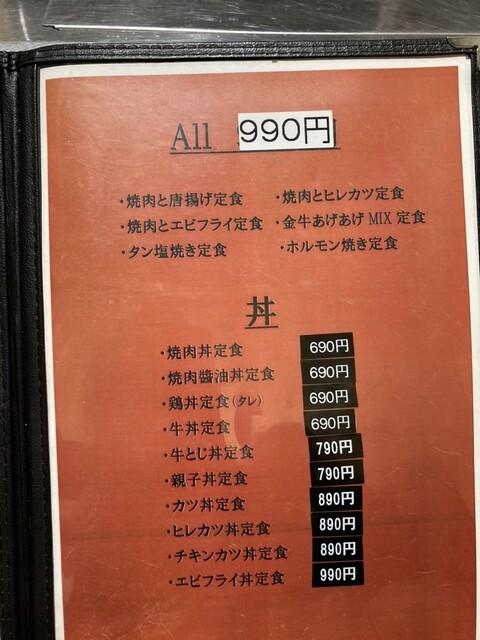 All 990円
・焼肉と唐揚げ定食 ・焼肉とヒレカツ定食
・焼肉とエビフライ定食 ・金牛あげあげMIX定食
・タン塩焼き定食 ・ホルモン焼き定食
丼
・焼肉丼定食 690円
・焼肉醬油丼定食 690円
・鶏丼定食(タレ) 690円
・牛丼定食 690円
・牛とじ丼定食 790円
・親子丼定食 790円
・カツ丼定食 890円
・ヒレカツ丼定食 890円
・チキンカツ丼定食 890円
・エビフライ丼定食 990円